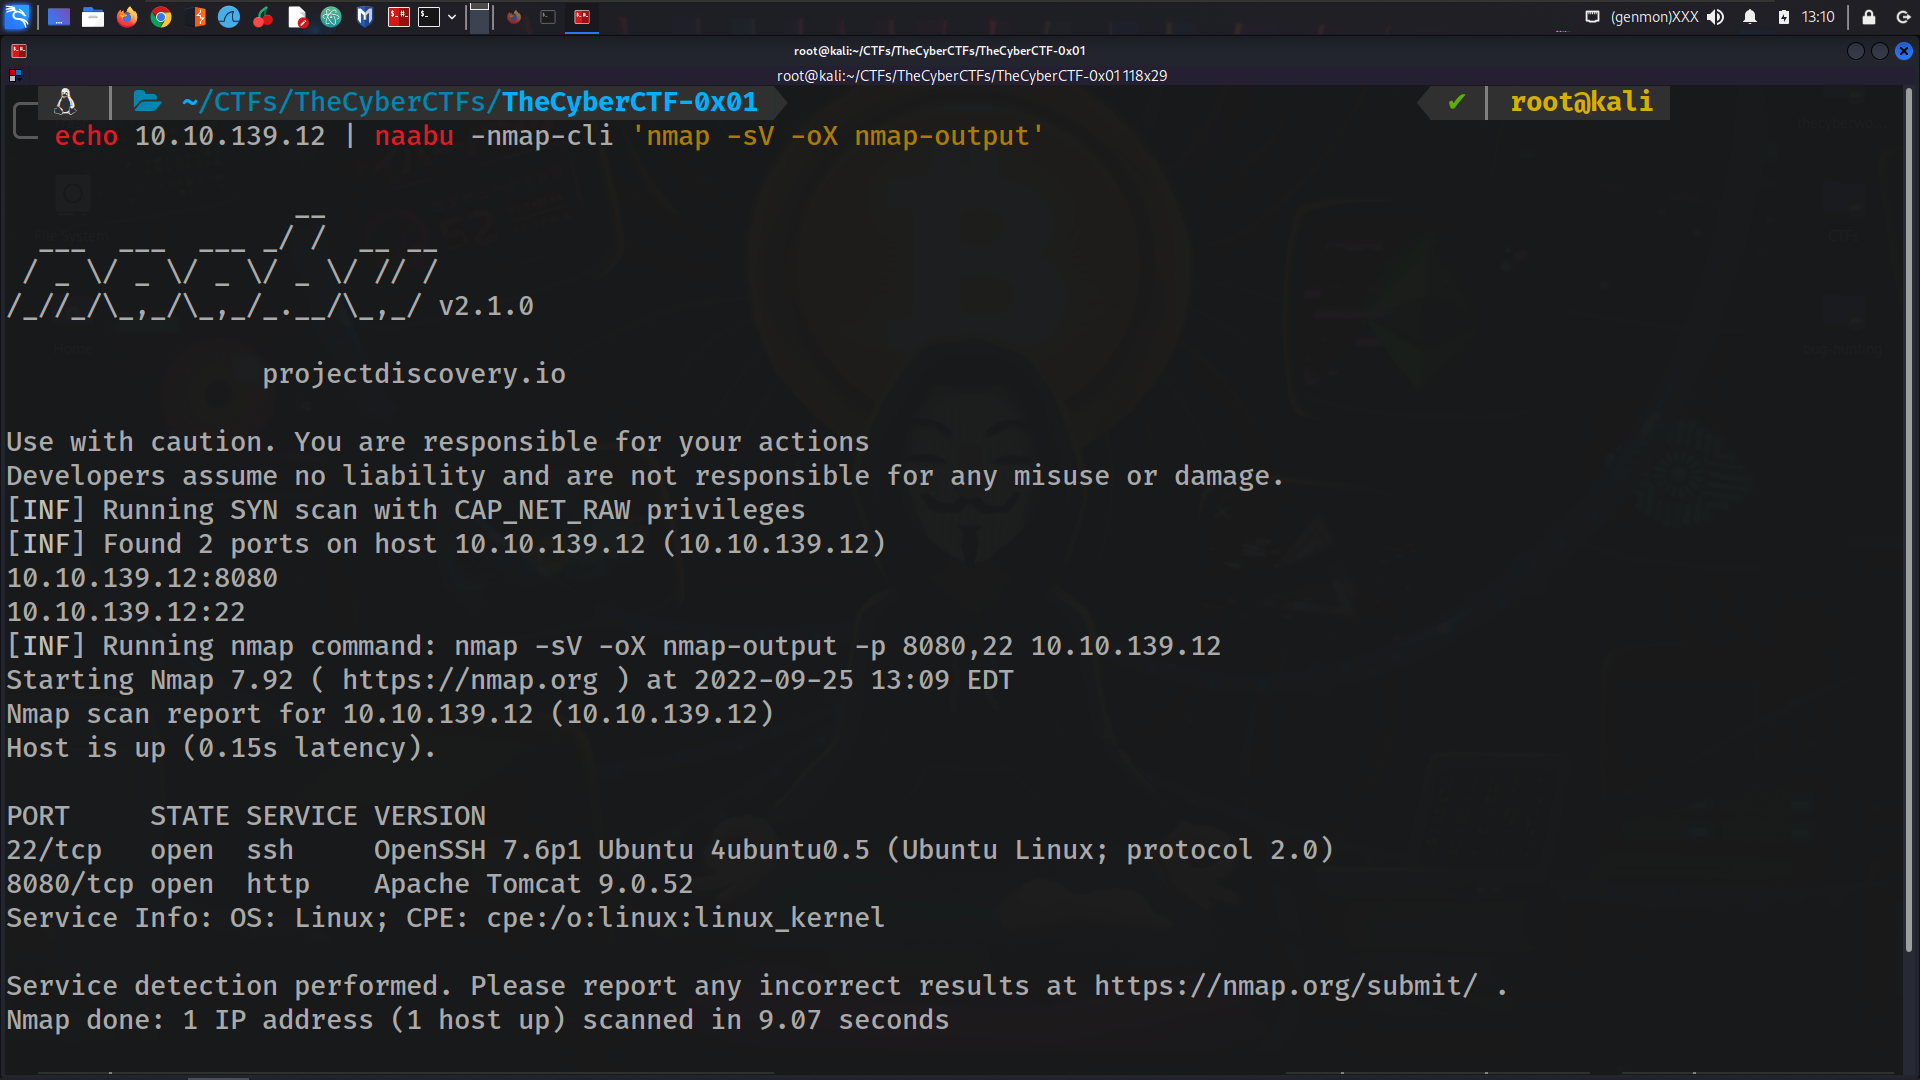 (genmon)XXX 13:10
root@kali:~/CTFs/TheCyberCTFs/TheCyberCTF-0x01
root@kali:~/CTFs/TheCyberCTFs/TheCyberCTF-0x01 118x29
~/CTFs/TheCyberCTFs/TheCyberCTF-0x01 ✔ root@kali
echo 10.10.139.12 | naabu -nmap-cli 'nmap -sV -oX nmap-output'
                  __
  ___  ___  ___ _/ /  __ __
 / _ \/ _ \/ _ \/ _ \/ // /
/_//_/\_,_/\_,_/_.__/\_,_/ v2.1.0
projectdiscovery.io
Use with caution. You are responsible for your actions
Developers assume no liability and are not responsible for any misuse or damage.
[INF] Running SYN scan with CAP_NET_RAW privileges
[INF] Found 2 ports on host 10.10.139.12 (10.10.139.12)
10.10.139.12:8080
10.10.139.12:22
[INF] Running nmap command: nmap -sV -oX nmap-output -p 8080,22 10.10.139.12
Starting Nmap 7.92 ( https://nmap.org ) at 2022-09-25 13:09 EDT
Nmap scan report for 10.10.139.12 (10.10.139.12)
Host is up (0.15s latency).
PORT     STATE SERVICE VERSION
22/tcp   open  ssh     OpenSSH 7.6p1 Ubuntu 4ubuntu0.5 (Ubuntu Linux; protocol 2.0)
8080/tcp open  http    Apache Tomcat 9.0.52
Service Info: OS: Linux; CPE: cpe:/o:linux:linux_kernel
Service detection performed. Please report any incorrect results at https://nmap.org/submit/ .
Nmap done: 1 IP address (1 host up) scanned in 9.07 seconds